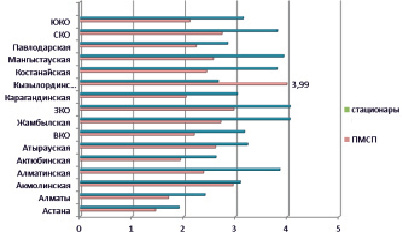 ЮКО
СКО
Павлодарская
Мангыстауская
Костанайская
Кызылординс...
3,99
Карагандинская
ЗКО
стационары
Жамбылская
ПМСП
ВКО
Атырауская
Актюбинская
Алматинская
Акмолинская
Алматы
Астана
0 1 2 3 4 5